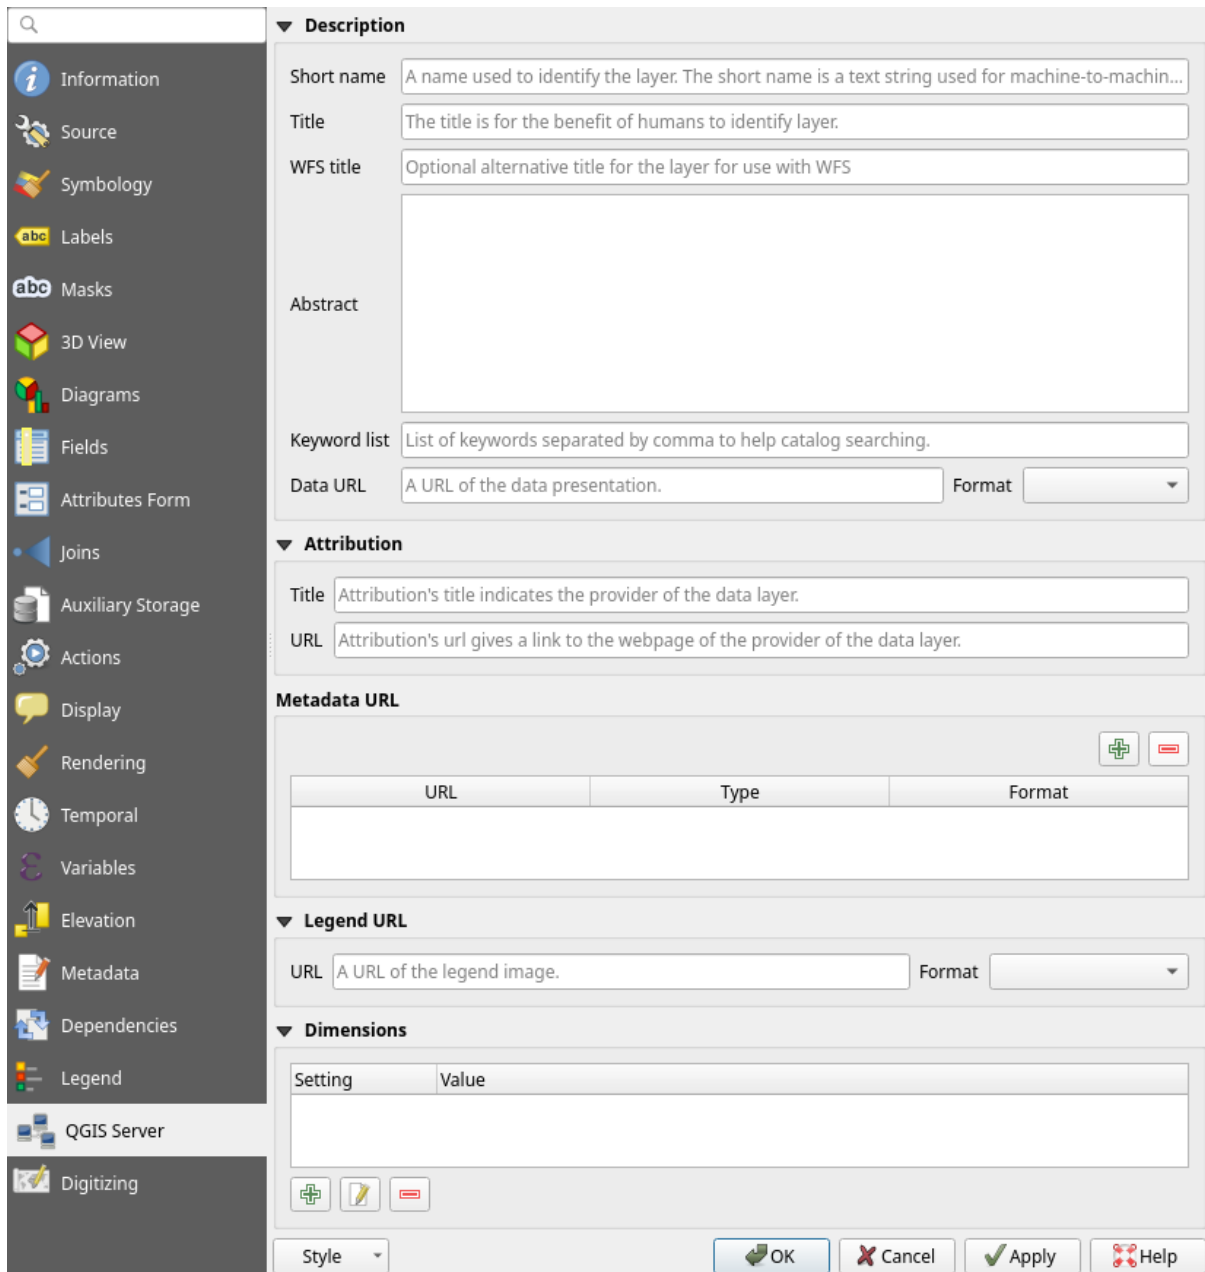 Information
Source
Symbology
abc Labels
abc Masks
3D View
Diagrams
Fields
Attributes Form
Joins
Auxiliary Storage
Actions
Display
Rendering
Temporal
Variables
Elevation
Metadata
Dependencies
Legend
QGIS Server
Digitizing
Description
Short name A name used to identify the layer. The short name is a text string used for machine-to-machin...
Title The title is for the benefit of humans to identify layer.
WFS title Optional alternative title for the layer for use with WFS
Abstract
Keyword list List of keywords separated by comma to help catalog searching.
Data URL A URL of the data presentation. Format
Attribution
Title Attribution's title indicates the provider of the data layer.
URL Attribution's url gives a link to the webpage of the provider of the data layer.
Metadata URL
URL Type Format
Legend URL
URL A URL of the legend image. Format
Dimensions
Setting Value
Style OK Cancel Apply Help